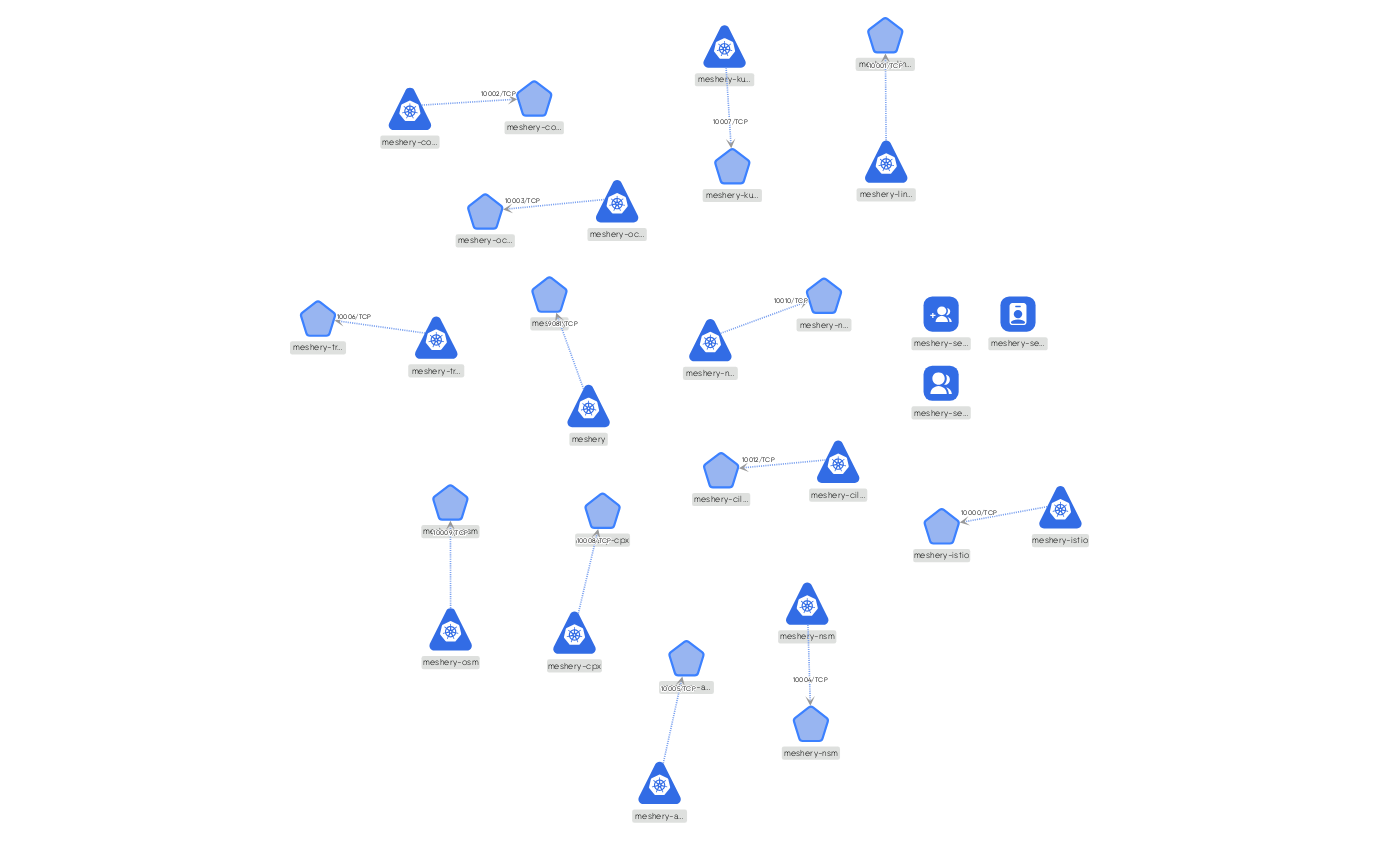 meshery-ku...
10001/TCP
10002/TCP
meshery-co...
meshery-co...
10007/TCP
meshery-ku...
meshery-lin...
10003/TCP
meshery-oc...
meshery-oc...
10010/TCP
10006/TCP
9081/TCP
meshery-n...
meshery-tr...
meshery-tr...
meshery-n...
meshery-se...
meshery-se...
meshery-se...
meshery
10012/TCP
meshery-cil...
meshery-cil...
10000/TCP
10009/TCP
10008/TCP
-cpx
meshery-istio
meshery-istio
meshery-osm
meshery-cpx
meshery-nsm
10004/TCP
10005/TCP
-a...
meshery-nsm
meshery-a...